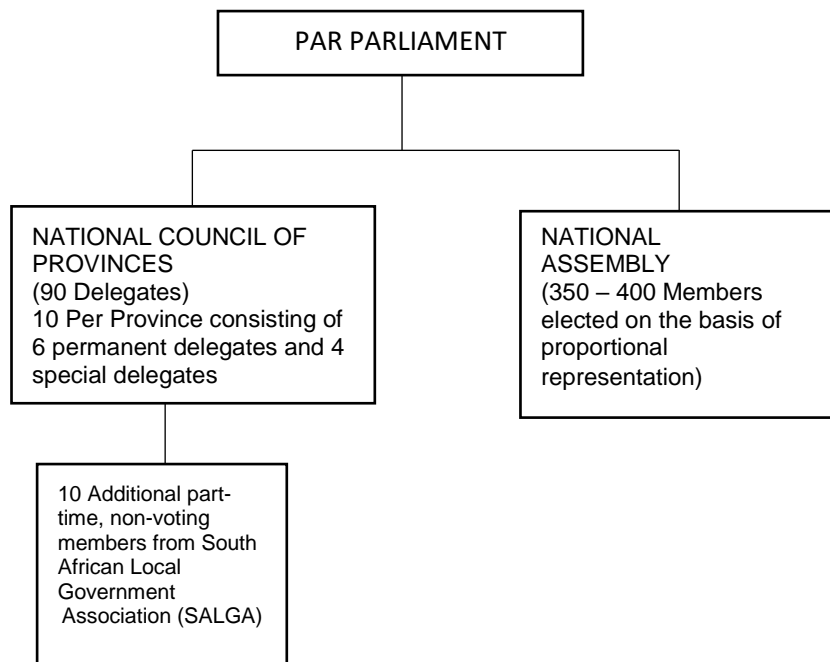 PAR PARLIAMENT
NATIONAL COUNCIL OF
PROVINCES
(90 Delegates)
10 Per Province consisting of
6 permanent delegates and 4
special delegates
NATIONAL
ASSEMBLY
(350 – 400 Members
elected on the basis of
proportional
representation)
10 Additional part-
time, non-voting
members from South
African Local
Government
Association (SALGA)